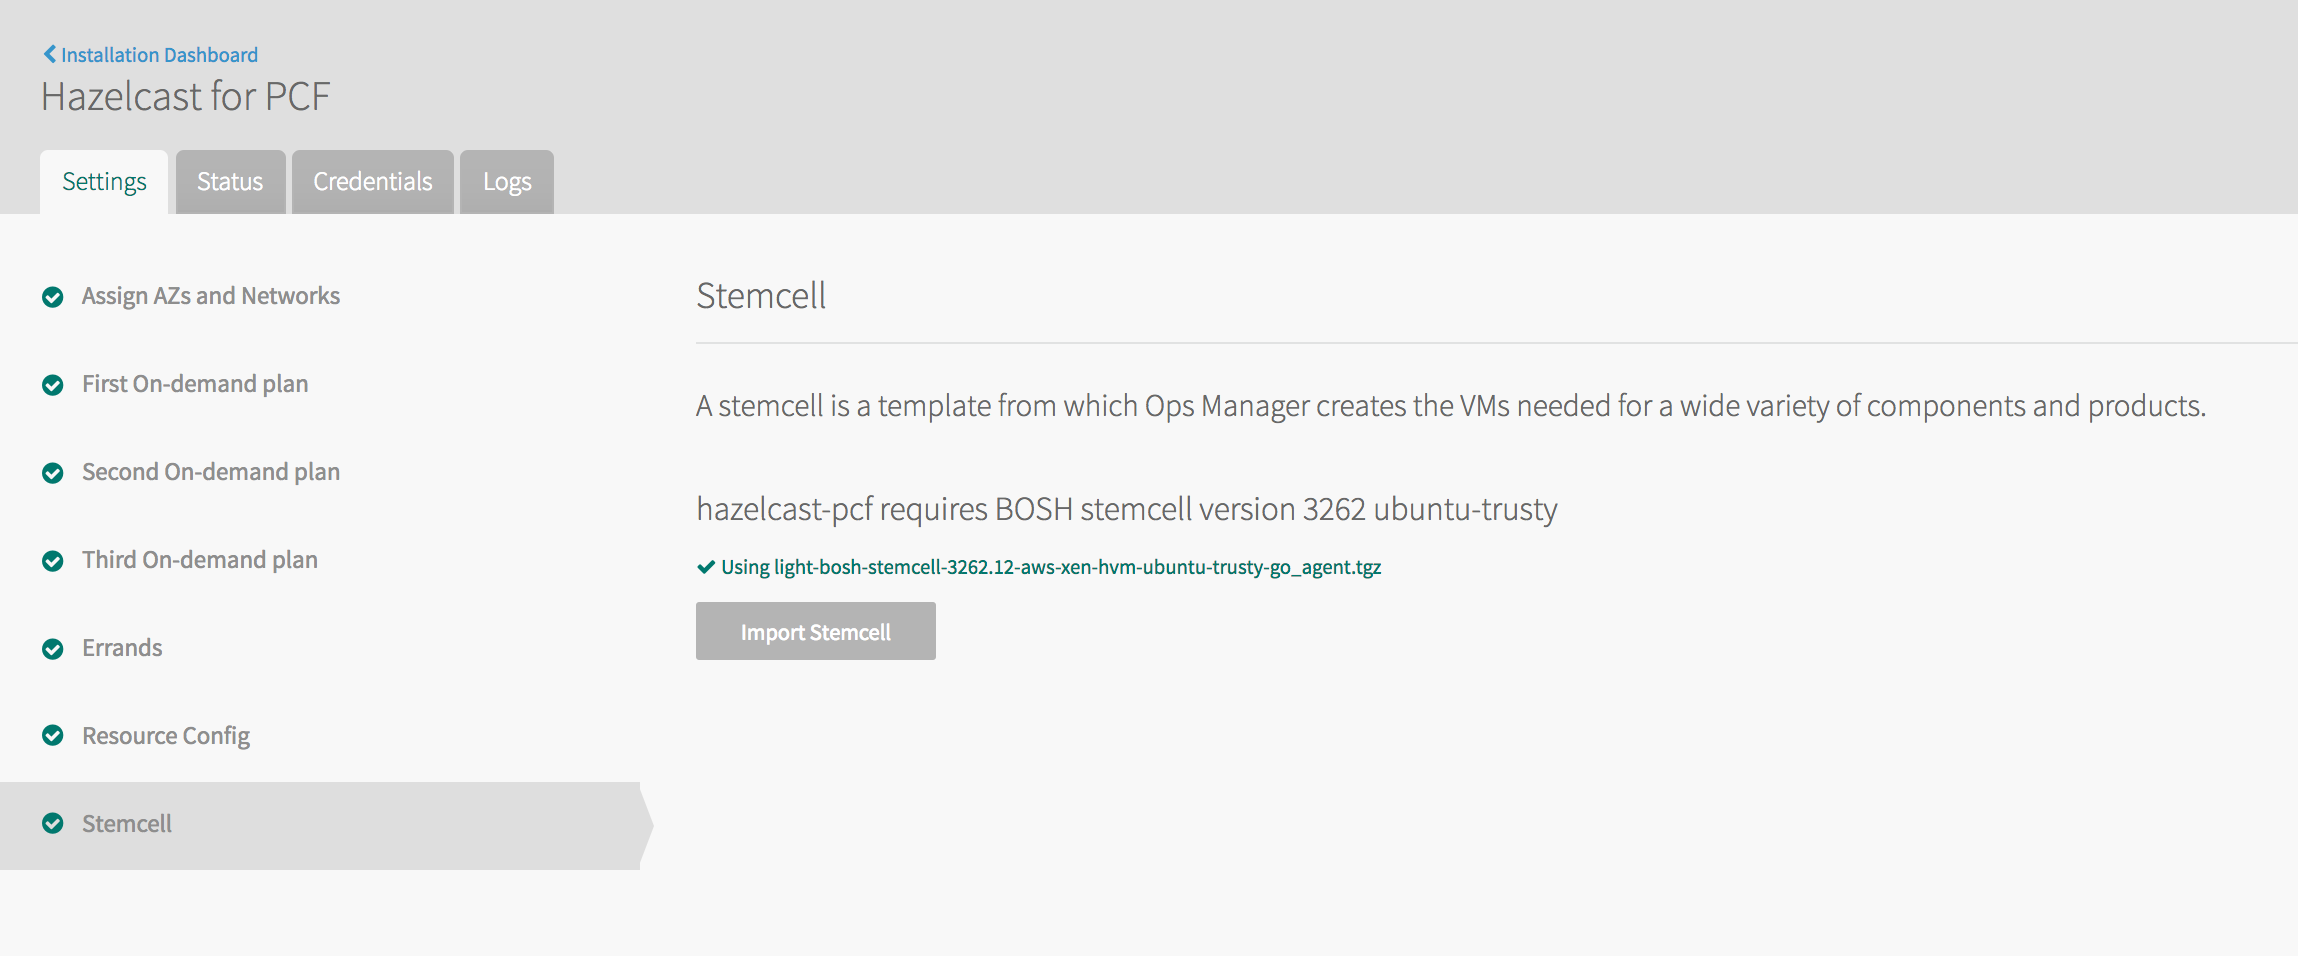 Installation Dashboard
Hazelcast for PCF
Settings
Status
Credentials
Logs
Assign AZs and Networks
First On-demand plan
Second On-demand plan
Third On-demand plan
Errands
Resource Config
Stemcell
Stemcell
A stemcell is a template from which Ops Manager creates the VMs needed for a wide variety of components and products.
hazelcast-pcf requires BOSH stemcell version 3262 ubuntu-trusty
Using light-bosh-stemcell-3262.12-aws-xen-hvm-ubuntu-trusty-go_agent.tgz
Import Stemcell